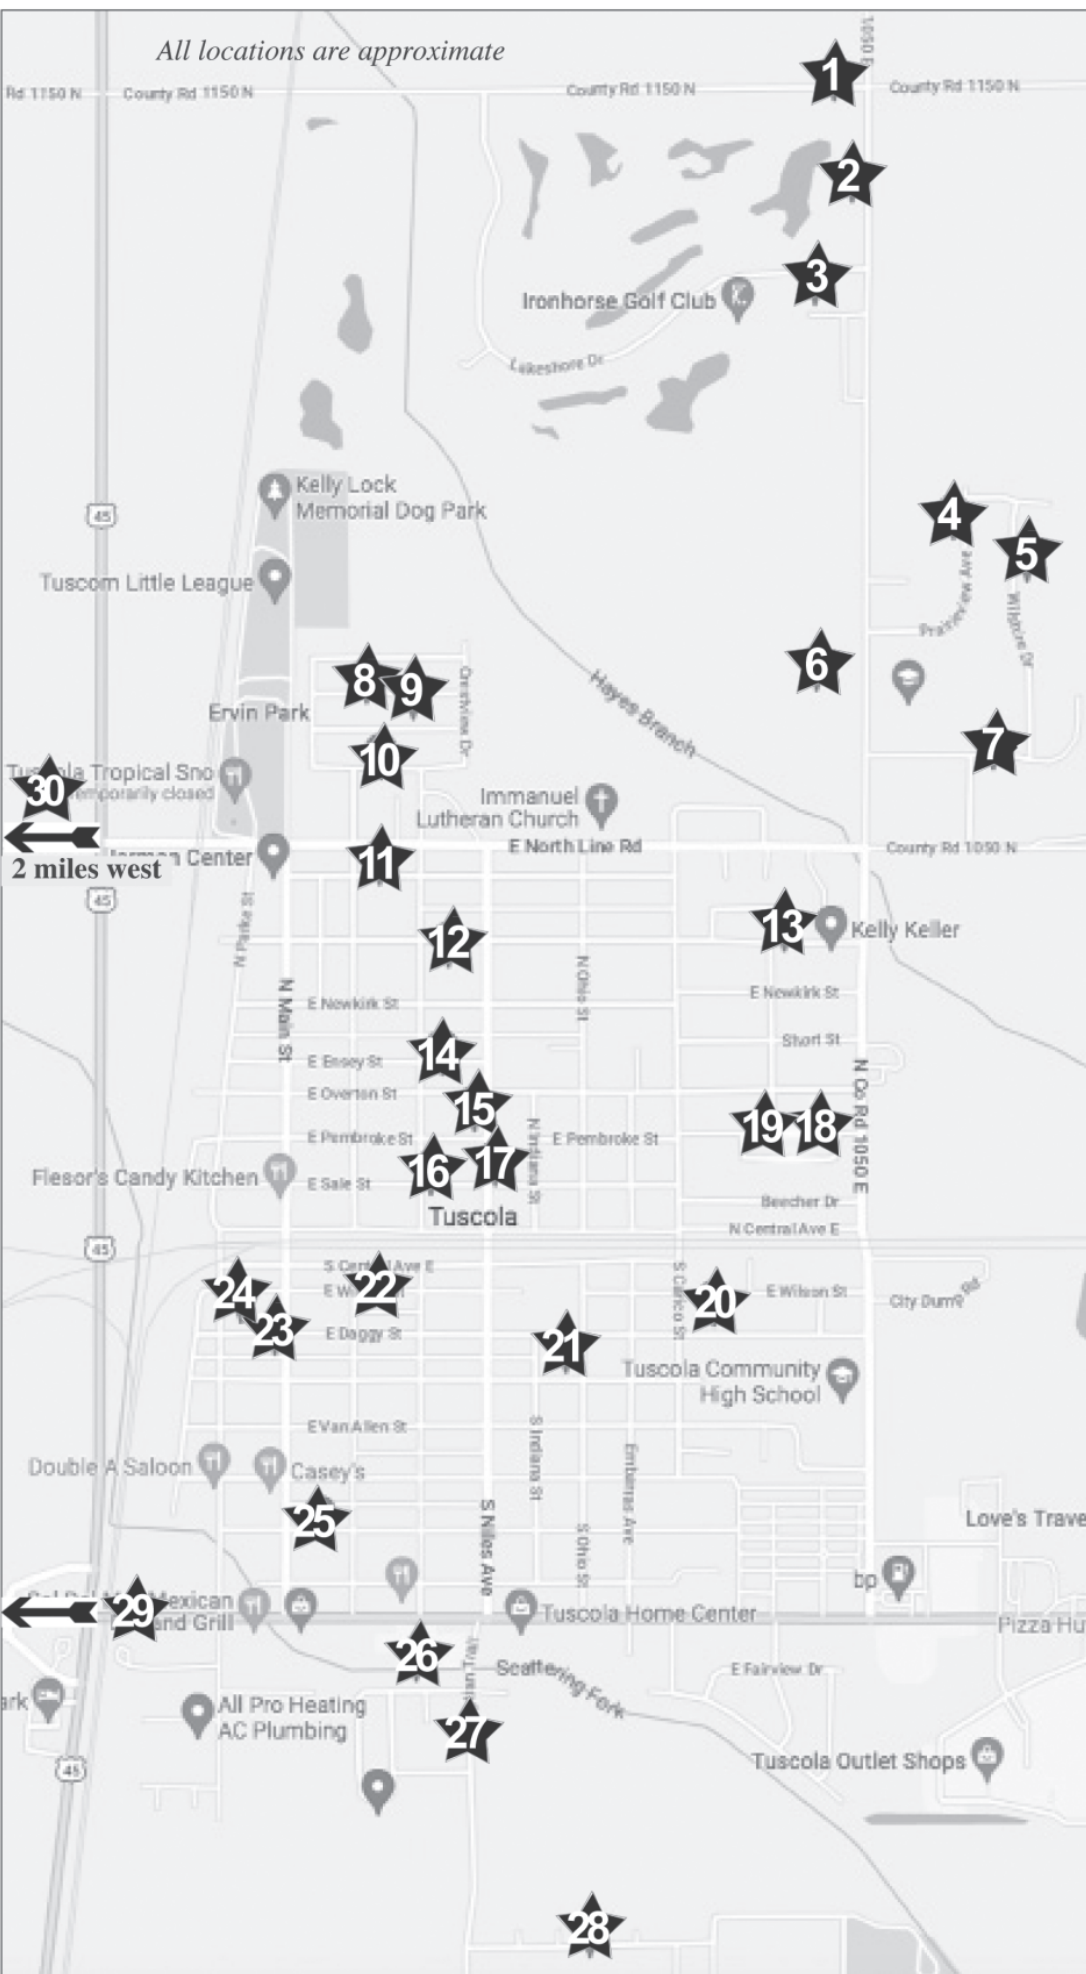 All locations are approximate
1050 E
1
Rd 1150 N
County Rd 1150 N
County Rd 1150 N
County Rd 1150 N
2
3
Ironhorse Golf Club
Lakeshore Dr
Kelly Lock
Memorial Dog Park
45
4
5
Tuscom Little League
Prairieview Ave
Wilshire Dr
6
8
9
Crestview Dr
Hayes Branch
Ervin Park
7
10
Tropical Sno
emporarily closed
30
Immanuel
Lutheran Church
E North Line Rd
County Rd 1050 N
Center
2 miles west
11
45
N Parke St
12
13
Kelly Keller
N Ohio St
N Main St
E Newkirk St
E Newkirk St
14
Short St
E Ensey St
E Overton St
15
N Co Rd 1050 E
N Indiana St
19
18
E Pembroke St
E Pembroke St
16
17
Flesor's Candy Kitchen
E Sale St
Beecher Dr
Tuscola
N Central Ave E
45
S Central Ave E
24
22
E W
S Carico St
20
E Wilson St
City Dump Rd
23
E Daggy St
21
Tuscola Community
High School
E Van Allen St
Double A Saloon
Casey's
S Indiana St
Embarras Ave
25
S Niles Ave
S Ohio St
Love's Trave
bp
29
exican
and Grill
Tuscola Home Center
Pizza Hu
26
Scattering Fork
E Fairview Dr
ark
All Pro Heating
AC Plumbing
27
Tuscola Outlet Shops
45
28